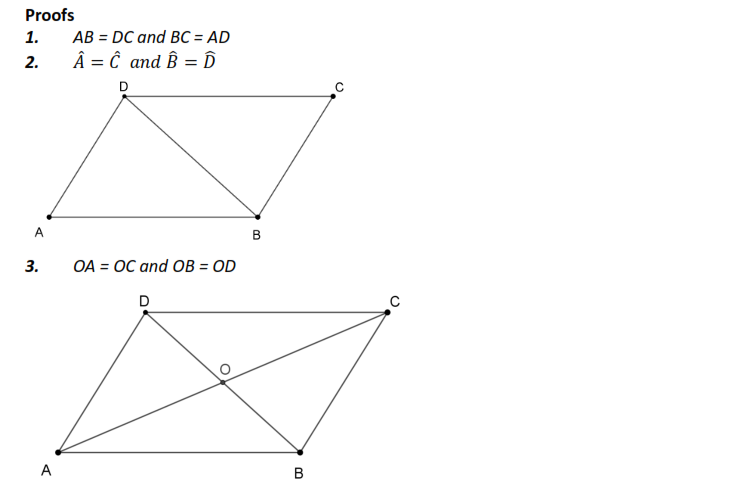 Proofs
1. AB = DC and BC = AD
2. Â = Ĉ and B̂ = D̂
D
C
A
B
3. OA = OC and OB = OD
D
C
O
A
B